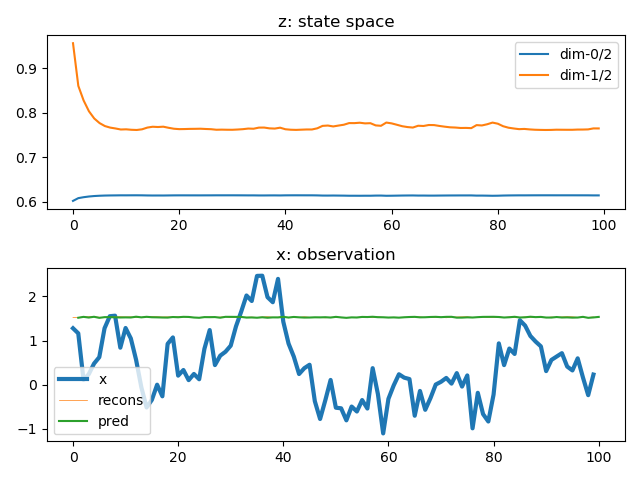 z: state space
0.9
0.8
0.7
0.6
dim-0/2
dim-1/2
0 20 40 60 80 100
x: observation
2
1
0
−1
x
recons
pred
0 20 40 60 80 100